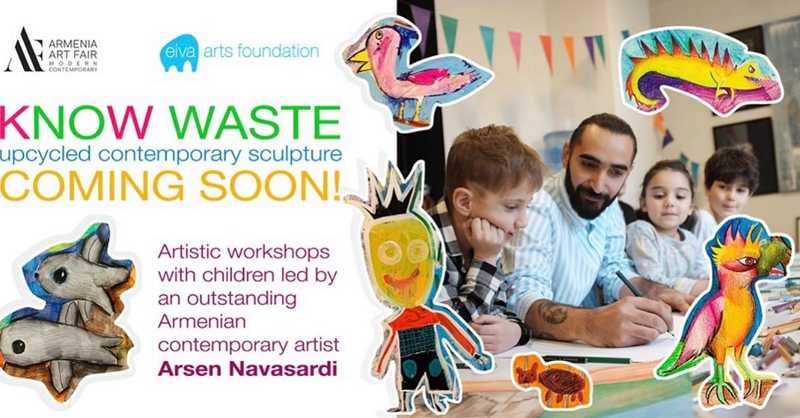 ARMENIA
ART FAIR
MODERN
CONTEMPORARY
eiva arts foundation
KNOW WASTE
upcycled contemporary sculpture
COMING SOON!
Artistic workshops
with children led by
an outstanding
Armenian
contemporary artist
Arsen Navasardi